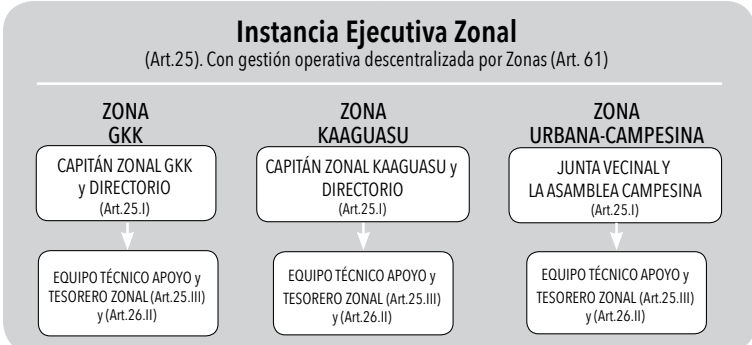 Instancia Ejecutiva Zonal
(Art.25). Con gestión operativa descentralizada por Zonas (Art. 61)
ZONA
GKK
CAPITÁN ZONAL GKK
y DIRECTORIO
(Art.25.I)
EQUIPO TÉCNICO APOYO y
TESORERO ZONAL (Art.25.III)
y (Art.26.II)
ZONA
KAAGUASU
CAPITÁN ZONAL KAAGUASU y
DIRECTORIO
(Art.25.I)
EQUIPO TÉCNICO APOYO y
TESORERO ZONAL (Art.25.III)
y (Art.26.II)
ZONA
URBANA-CAMPESINA
JUNTA VECINAL Y
LA ASAMBLEA CAMPESINA
(Art.25.I)
EQUIPO TÉCNICO APOYO y
TESORERO ZONAL (Art.25.III)
y (Art.26.II)